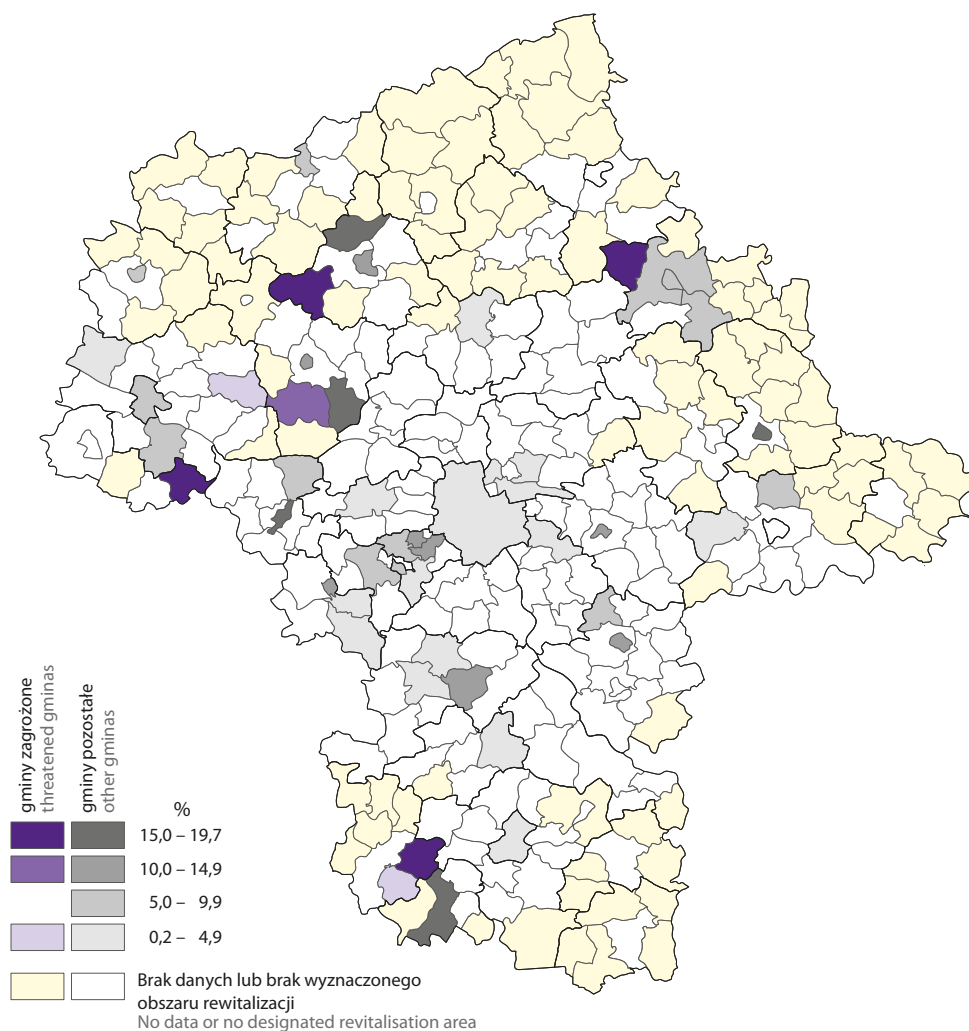 gminy zagrożone
threatened gminas
gminy pozostałe
other gminas
%
15,0 – 19,7
10,0 – 14,9
5,0 – 9,9
0,2 – 4,9
Brak danych lub brak wyznaczonego
obszaru rewitalizacji
No data or no designated revitalisation area